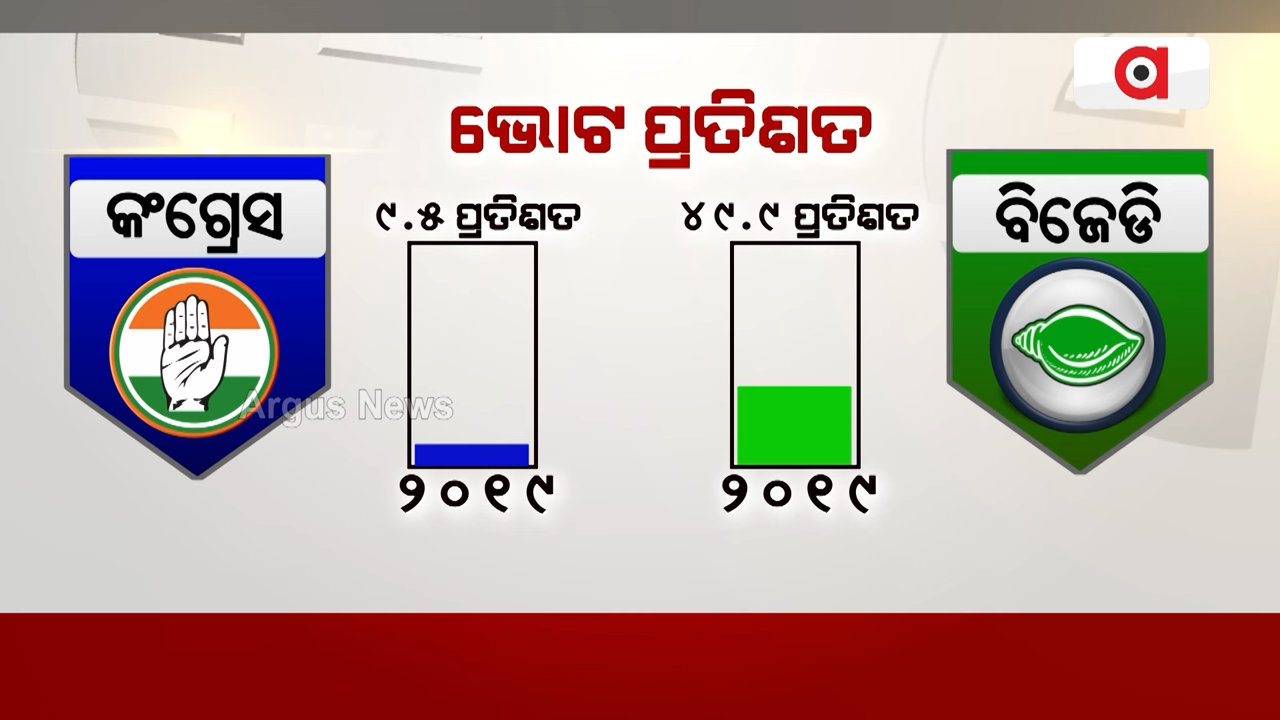 ଭୋଟ ପ୍ରତିଶତ
କଂଗ୍ରେସ
୯.୫ ପ୍ରତିଶତ
୪୯.୯ ପ୍ରତିଶତ
ବିଜେଡି
Argus News
୨୦୧୯
୨୦୧୯